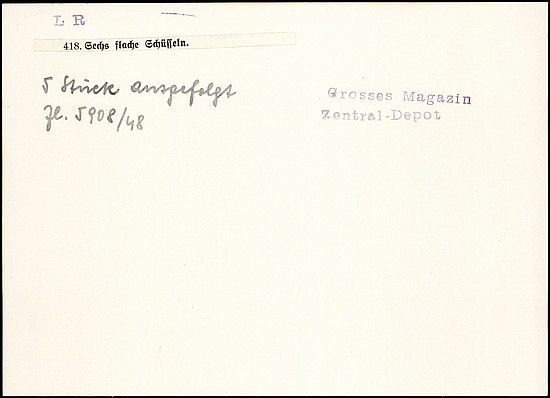 L R
418. Sechs flache Schüsseln.
5 Stück ausgefolgt
Zl. 5908/48
Grosses Magazin
Zentral-Depot